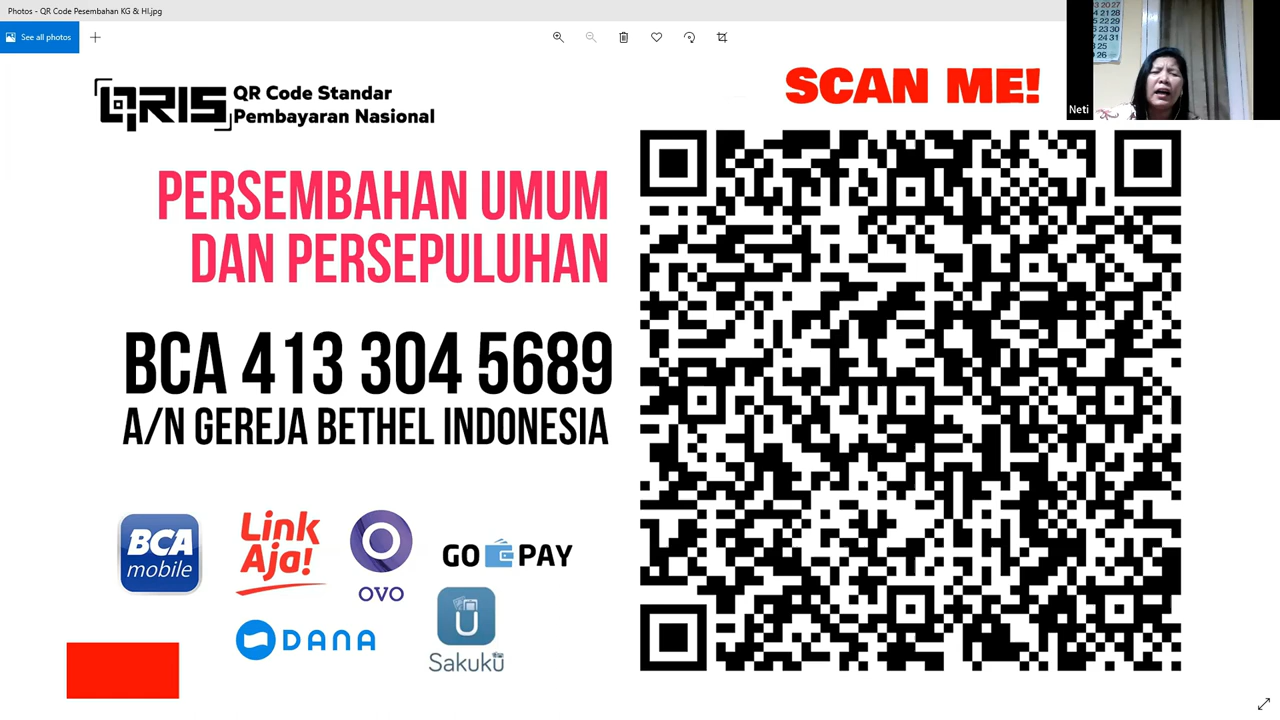 Photos - QR Code Pesembahan KG & HI.jpg
See all photos
QRIS
QR Code Standar
Pembayaran Nasional
SCAN ME!
Neti
PERSEMBAHAN UMUM
DAN PERSEPULUHAN
BCA 413 304 5689
A/N GEREJA BETHEL INDONESIA
BCA
mobile
Link
Aja!
OVO
GO PAY
DANA
U
Sakuku